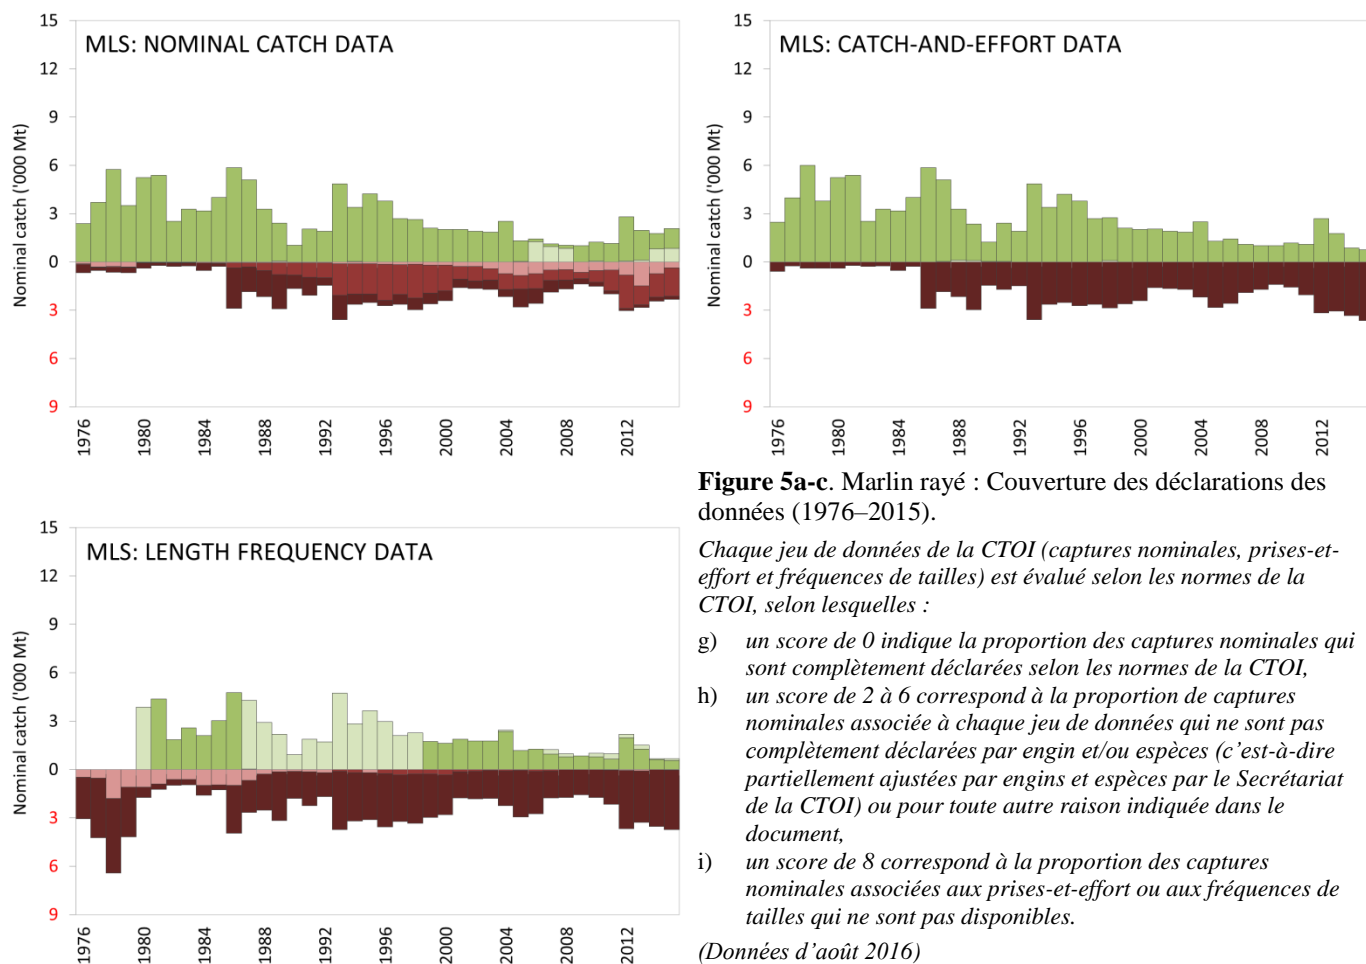 MLS: NOMINAL CATCH DATA
Nominal catch ('000 Mt)
15
12
9
6
3
0
3
6
9
1976
1980
1984
1988
1992
1996
2000
2004
2008
2012
MLS: CATCH-AND-EFFORT DATA
Nominal catch ('000 Mt)
15
12
9
6
3
0
3
6
9
1976
1980
1984
1988
1992
1996
2000
2004
2008
2012
MLS: LENGTH FREQUENCY DATA
Nominal catch ('000 Mt)
15
12
9
6
3
0
3
6
9
1976
1980
1984
1988
1992
1996
2000
2004
2008
2012
Figure 5a-c. Marlin rayé : Couverture des déclarations des
données (1976–2015).
Chaque jeu de données de la CTOI (captures nominales, prises-et-
effort et fréquences de tailles) est évalué selon les normes de la
CTOI, selon lesquelles :
g) un score de 0 indique la proportion des captures nominales qui
sont complètement déclarées selon les normes de la CTOI,
h) un score de 2 à 6 correspond à la proportion de captures
nominales associée à chaque jeu de données qui ne sont pas
complètement déclarées par engin et/ou espèces (c'est-à-dire
partiellement ajustées par engins et espèces par le Secrétariat
de la CTOI) ou pour toute autre raison indiquée dans le
document,
i) un score de 8 correspond à la proportion des captures
nominales associées aux prises-et-effort ou aux fréquences de
tailles qui ne sont pas disponibles.
(Données d'août 2016)